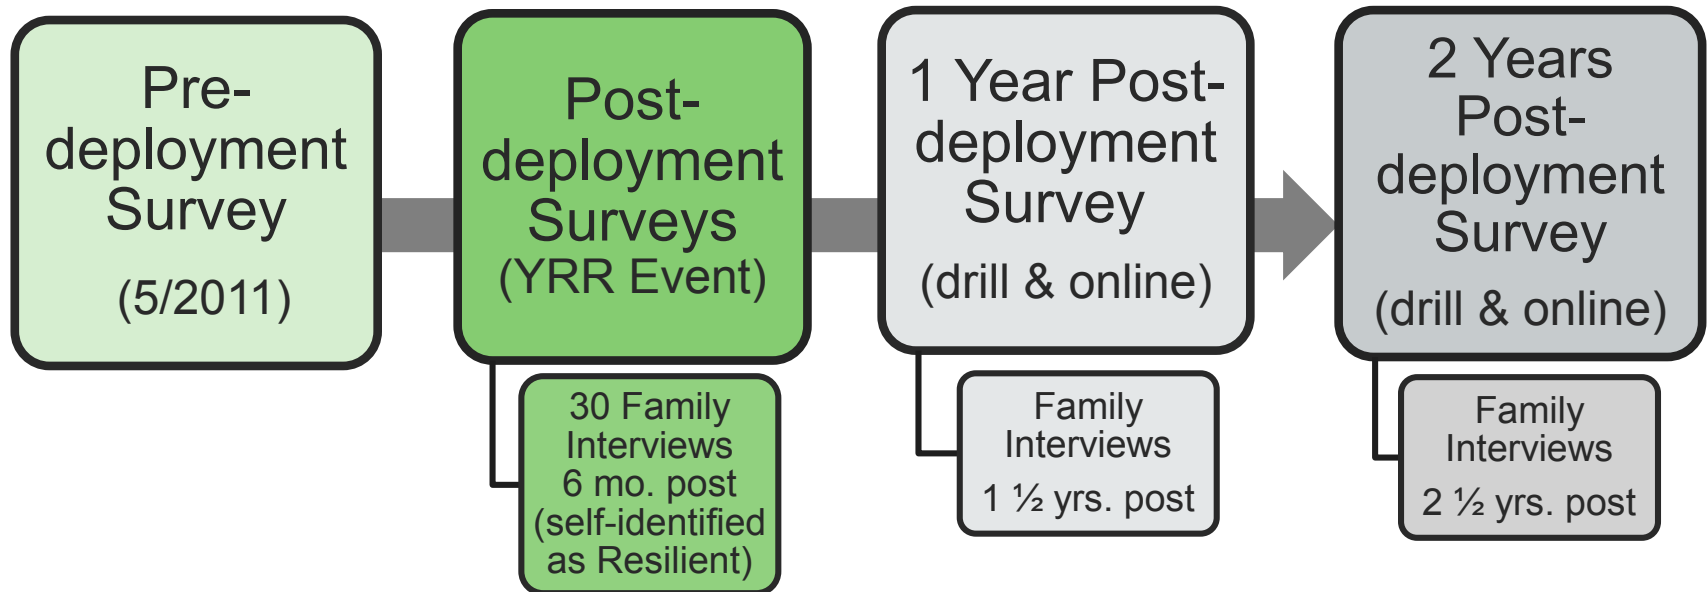 Pre-
deployment
Survey
(5/2011)
Post-
deployment
Surveys
(YRR Event)
30 Family
Interviews
6 mo. post
(self-identified
as Resilient)
1 Year Post-
deployment
Survey
(drill & online)
Family
Interviews
1 ½ yrs. post
2 Years
Post-
deployment
Survey
(drill & online)
Family
Interviews
2 ½ yrs. post